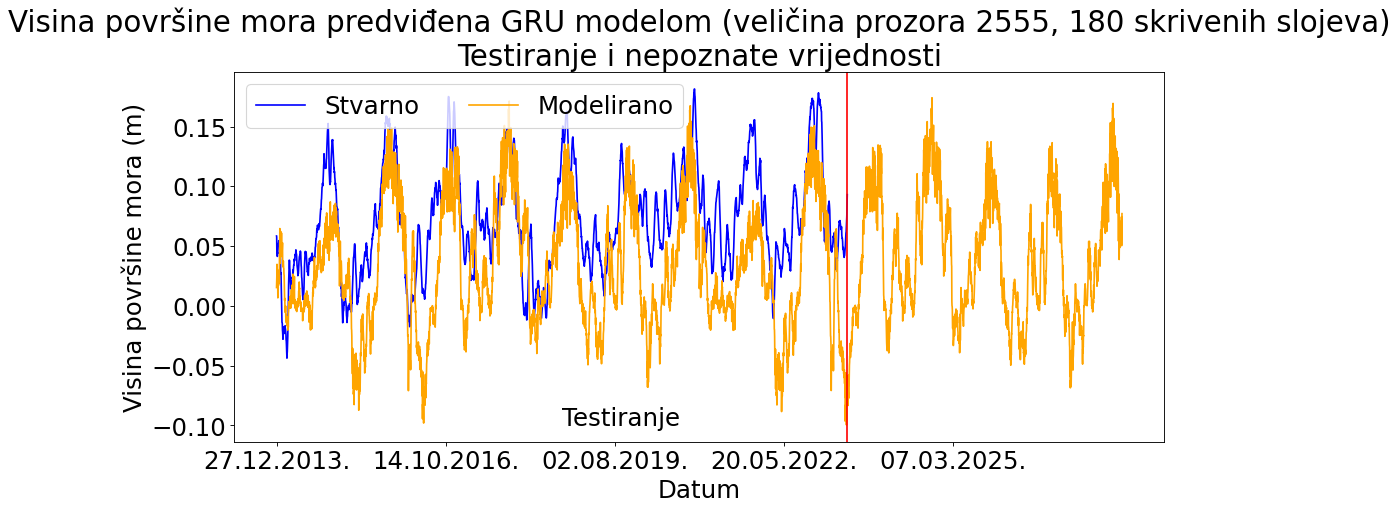 Visina površine mora predviđena GRU modelom (veličina prozora 2555, 180 skrivenih slojeva)
Testiranje i nepoznate vrijednosti
Stvarno
Modelirano
Visina površine mora (m)
0.15
0.10
0.05
0.00
−0.05
−0.10
Testiranje
27.12.2013.
14.10.2016.
02.08.2019.
20.05.2022.
07.03.2025.
Datum